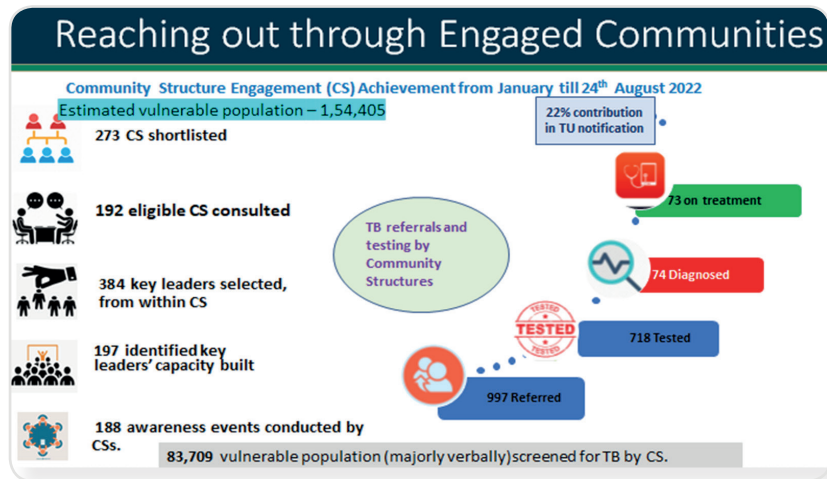 Reaching out through Engaged Communities
Community Structure Engagement (CS) Achievement from January till 24th August 2022
Estimated vulnerable population – 1,54,405
273 CS shortlisted
192 eligible CS consulted
384 key leaders selected,
from within CS
197 identified key
leaders' capacity built
188 awareness events conducted by
CSs.
83,709 vulnerable population (majorly verbally)screened for TB by CS.
TB referrals and
testing by
Community
Structures
22% contribution
in TU notification
73 on treatment
74 Diagnosed
TESTED
TESTED
TESTED
718 Tested
997 Referred